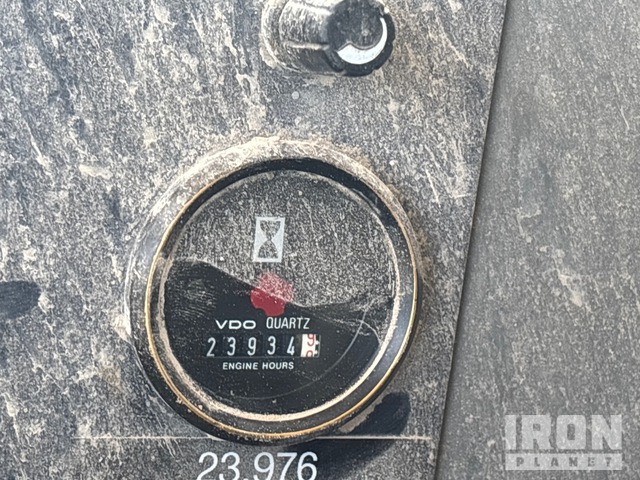 VDO QUARTZ
23934
ENGINE HOURS
23,976
IRON
PLANET